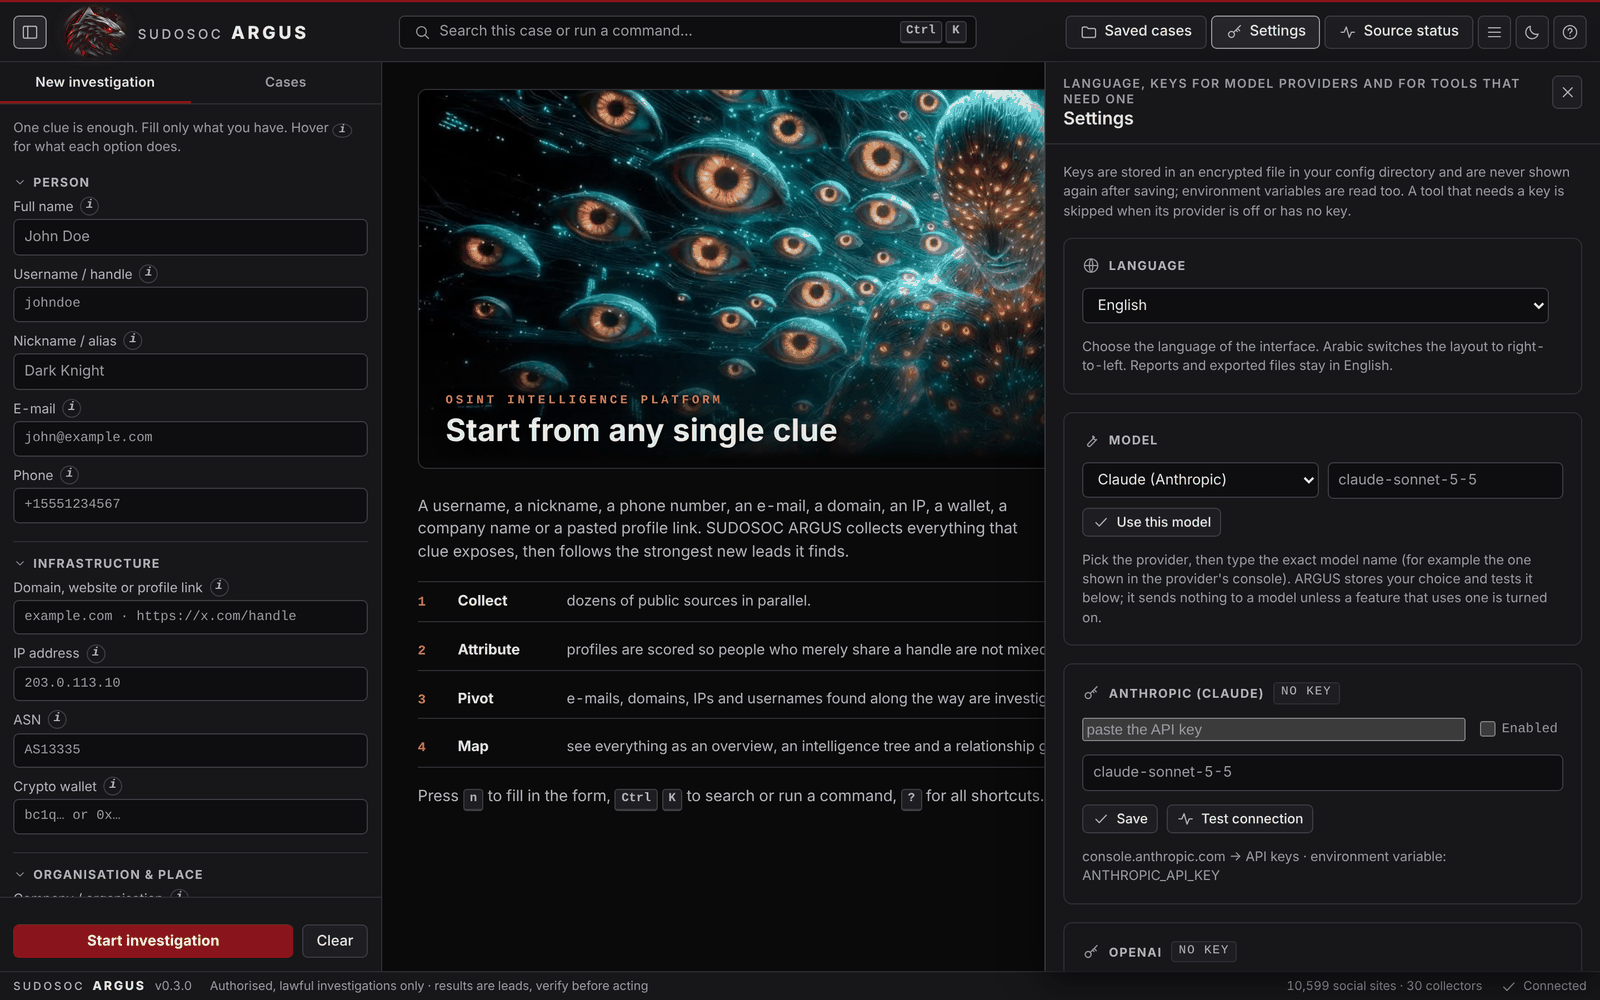 SUDOSOC ARGUS
Search this case or run a command...
Ctrl K
Saved cases
Settings
Source status
New investigation
Cases
One clue is enough. Fill only what you have. Hover i
for what each option does.
PERSON
Full name i
John Doe
Username / handle i
johndoe
Nickname / alias i
Dark Knight
E-mail i
john@example.com
Phone i
+15551234567
INFRASTRUCTURE
Domain, website or profile link i
example.com · https://x.com/handle
IP address i
203.0.113.10
ASN i
AS13335
Crypto wallet i
bc1q… or 0x…
ORGANISATION & PLACE
Company / organisation i
Start investigation
Clear
OSINT INTELLIGENCE PLATFORM
Start from any single clue
A username, a nickname, a phone number, an e-mail, a domain, an IP, a wallet, a
company name or a pasted profile link. SUDOSOC ARGUS collects everything that
clue exposes, then follows the strongest new leads it finds.
1 Collect dozens of public sources in parallel.
2 Attribute profiles are scored so people who merely share a handle are not mixed
3 Pivot e-mails, domains, IPs and usernames found along the way are investig
4 Map see everything as an overview, an intelligence tree and a relationship g
Press n to fill in the form, Ctrl K to search or run a command, ? for all shortcuts.
LANGUAGE, KEYS FOR MODEL PROVIDERS AND FOR TOOLS THAT
NEED ONE
Settings
Keys are stored in an encrypted file in your config directory and are never shown
again after saving; environment variables are read too. A tool that needs a key is
skipped when its provider is off or has no key.
LANGUAGE
English
Choose the language of the interface. Arabic switches the layout to right-
to-left. Reports and exported files stay in English.
MODEL
Claude (Anthropic)
claude-sonnet-5-5
Use this model
Pick the provider, then type the exact model name (for example the one
shown in the provider's console). ARGUS stores your choice and tests it
below; it sends nothing to a model unless a feature that uses one is turned
on.
ANTHROPIC (CLAUDE) NO KEY
paste the API key
Enabled
claude-sonnet-5-5
Save
Test connection
console.anthropic.com → API keys · environment variable:
ANTHROPIC_API_KEY
OPENAI NO KEY
SUDOSOC ARGUS v0.3.0 Authorised, lawful investigations only · results are leads, verify before acting
10,599 social sites · 30 collectors
Connected